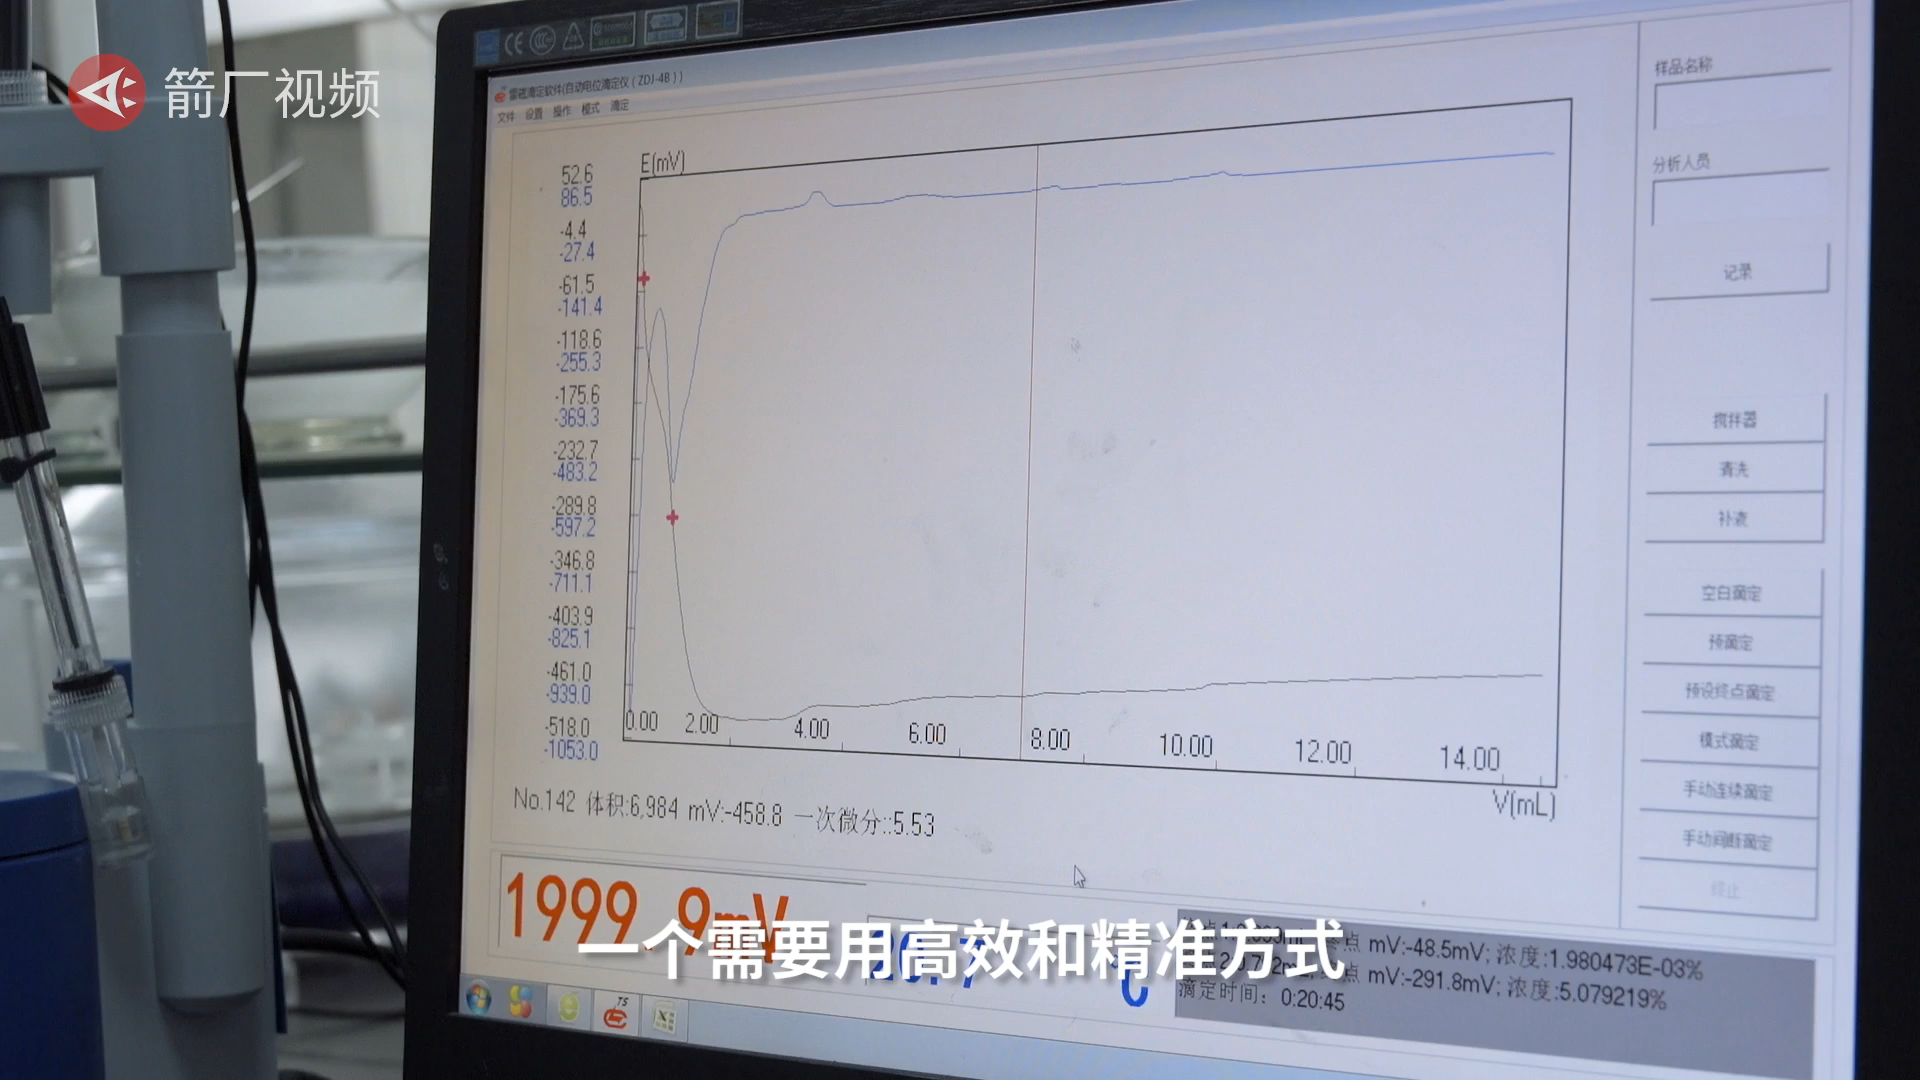 箭厂视频
雷磁滴定软件(自动电位滴定仪(ZDJ-4B))
文件 设置 操作 模式 滴定
E(mV)
52.6
86.5
-4.4
-27.4
-61.5
-141.4
-118.6
-255.3
-175.6
-369.3
-232.7
-483.2
-289.8
-597.2
-346.8
-711.1
-403.9
-825.1
-461.0
-939.0
-518.0
-1053.0
0.00 2.00 4.00 6.00 8.00 10.00 12.00 14.00
V(mL)
No.142 体积:6.984 mV:-458.8 一次微分::5.53
样品名称
分析人员
记录
搅拌器
清洗
补液
空白滴定
预滴定
预设终点滴定
模式滴定
手动连续滴定
手动间断滴定
终止
1999.9mV
℃
点 mV:-48.5mV; 浓度:1.980473E-03%
点 mV:-291.8mV; 浓度:5.079219%
滴定时间: 0:20:45
一个需要用高效和精准方式